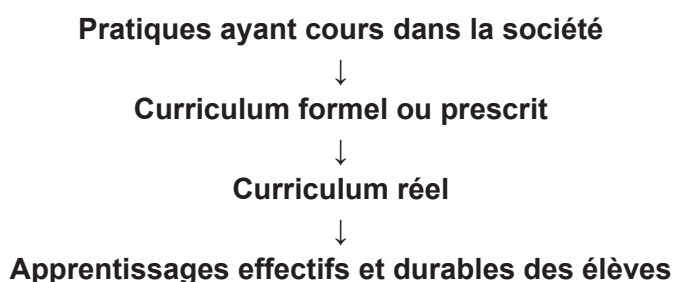 Pratiques ayant cours dans la société
↓
Curriculum formel ou prescrit
↓
Curriculum réel
↓
Apprentissages effectifs et durables des élèves